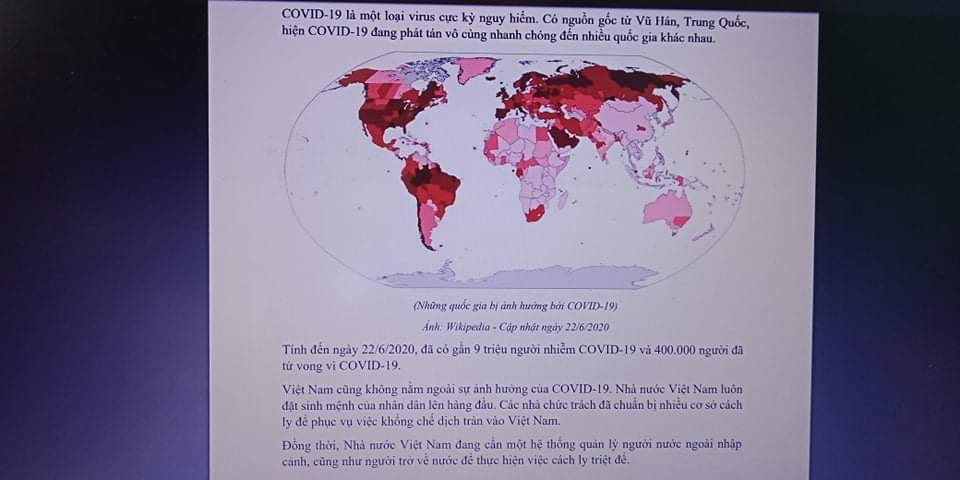 COVID-19 là một loại virus cực kỳ nguy hiểm. Có nguồn gốc từ Vũ Hán, Trung Quốc,
hiện COVID-19 đang phát tán vô cùng nhanh chóng đến nhiều quốc gia khác nhau.
(Những quốc gia bị ảnh hưởng bởi COVID-19)
Ảnh: Wikipedia - Cập nhật ngày 22/6/2020
Tính đến ngày 22/6/2020, đã có gần 9 triệu người nhiễm COVID-19 và 400.000 người đã
tử vong vì COVID-19.
Việt Nam cũng không nằm ngoài sự ảnh hưởng của COVID-19. Nhà nước Việt Nam luôn
đặt sinh mệnh của nhân dân lên hàng đầu. Các nhà chức trách đã chuẩn bị nhiều cơ sở cách
ly để phục vụ việc khống chế dịch tràn vào Việt Nam.
Đồng thời, Nhà nước Việt Nam đang cần một hệ thống quản lý người nước ngoài nhập
cảnh, cũng như người trở về nước để thực hiện việc cách ly triệt để.